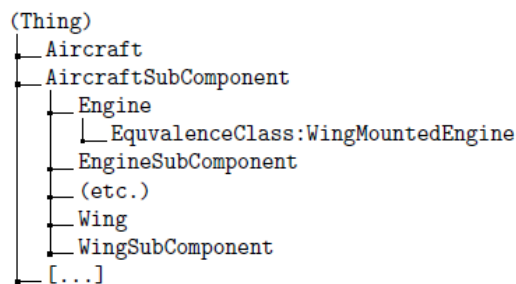 (Thing)
Aircraft
AircraftSubComponent
Engine
EquvalenceClass:WingMountedEngine
EngineSubComponent
(etc.)
Wing
WingSubComponent
[...]